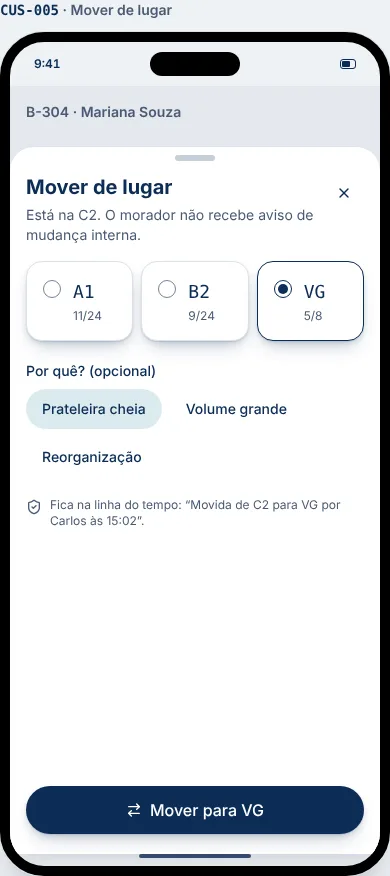 CUS-005 · Mover de lugar
9:41
B-304 · Mariana Souza
Mover de lugar
Está na C2. O morador não recebe aviso de
mudança interna.
A1
11/24
B2
9/24
VG
5/8
Por quê? (opcional)
Prateleira cheia
Volume grande
Reorganização
Fica na linha do tempo: “Movida de C2 para VG por
Carlos às 15:02”.
Mover para VG